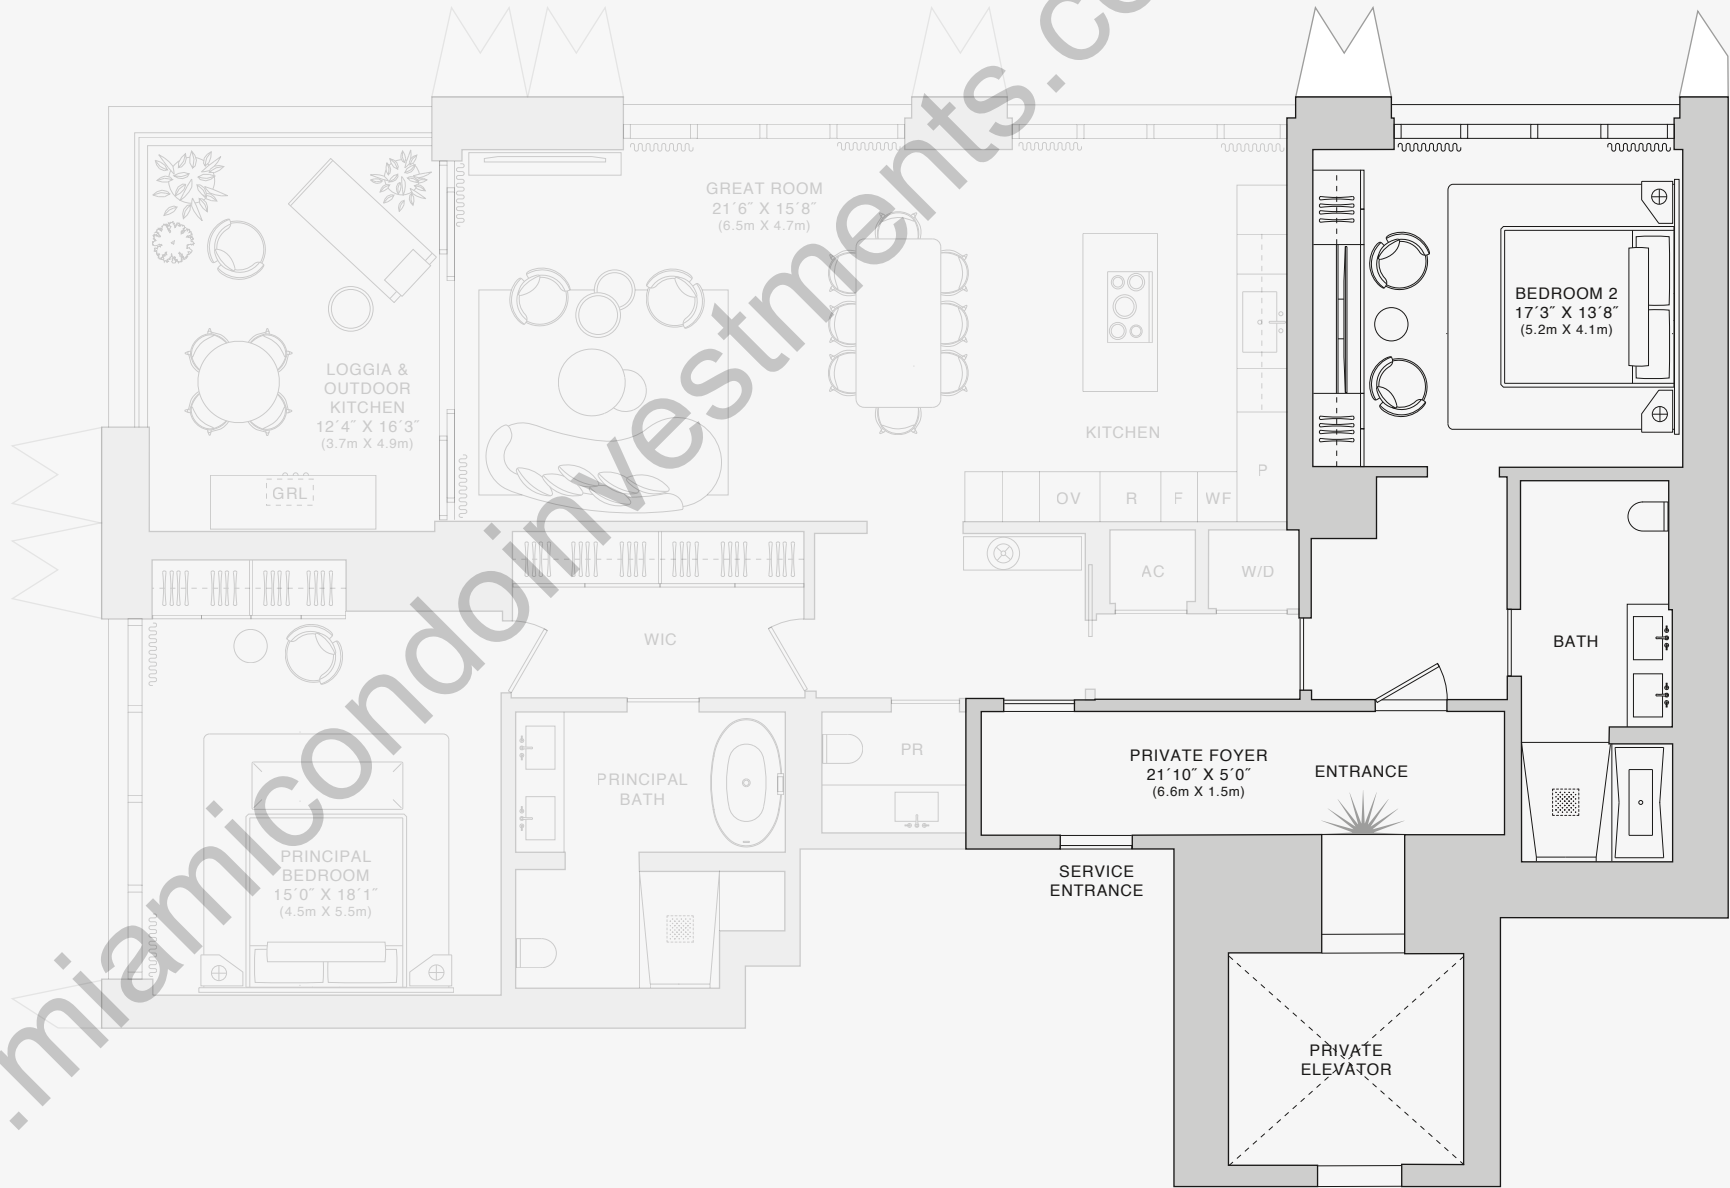 GREAT ROOM
21´6˝ X 15´8˝
(6.5m X 4.7m)
BEDROOM 2
17´3˝ X 13´8˝
(5.2m X 4.1m)
LOGGIA &
OUTDOOR
KITCHEN
12´4˝ X 16´3˝
(3.7m X 4.9m)
GRL
KITCHEN
P
OV
R
F
WF
AC
W/D
WIC
BATH
PR
PRINCIPAL
BATH
PRIVATE FOYER
21´10˝ X 5´0˝
(6.6m X 1.5m)
ENTRANCE
PRINCIPAL
BEDROOM
15´0˝ X 18´1˝
(4.5m X 5.5m)
SERVICE
ENTRANCE
PRIVATE
ELEVATOR
.miamicondoinvestments.co